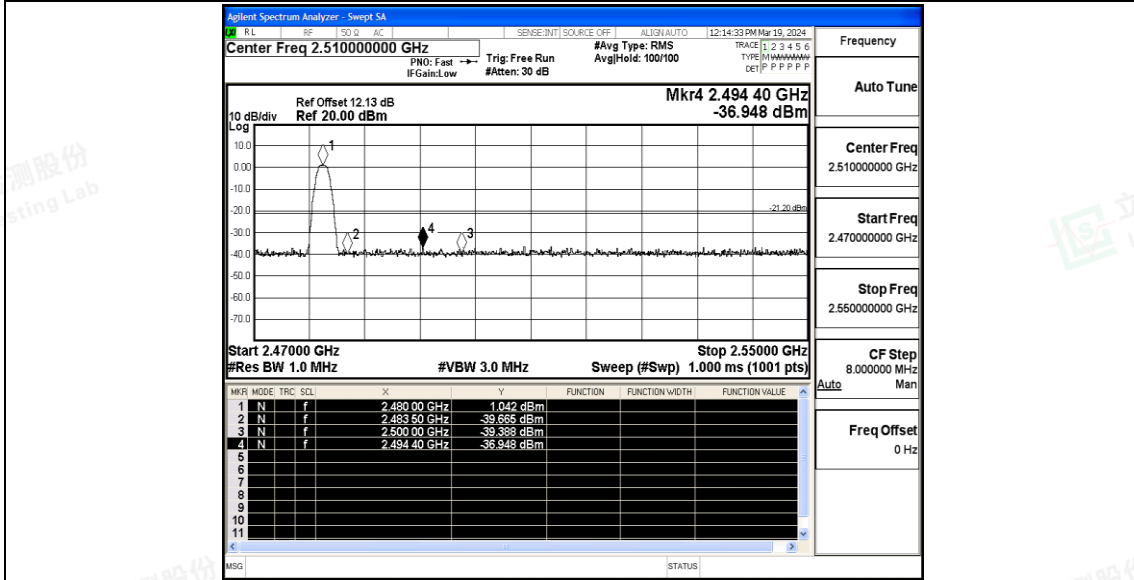 Agilent Spectrum Analyzer - Swept SA
RL RF 50 Ω AC SENSE:INT SOURCE OFF ALIGNAUTO 12:14:33 PM Mar 19, 2024
Center Freq 2.510000000 GHz
PNO: Fast
IFGain:Low
Trig: Free Run
#Atten: 30 dB
#Avg Type: RMS
Avg|Hold: 100/100
TRACE 1 2 3 4 5 6
TYPE M
DET P P P P P P
Frequency
Auto Tune
Center Freq
2.510000000 GHz
Start Freq
2.470000000 GHz
Stop Freq
2.550000000 GHz
CF Step
8.000000 MHz
Auto Man
Freq Offset
0 Hz
Mkr4 2.494 40 GHz
-36.948 dBm
Ref Offset 12.13 dB
10 dB/div Ref 20.00 dBm
Log
10.0
0.00
-10.0
-20.0
-30.0
-40.0
-50.0
-60.0
-70.0
1
2
4
3
-21.20 dBm
Start 2.47000 GHz Stop 2.55000 GHz
#Res BW 1.0 MHz #VBW 3.0 MHz Sweep (#Swp) 1.000 ms (1001 pts)
MKR MODE TRC SCL X Y FUNCTION FUNCTION WIDTH FUNCTION VALUE
1 N f 2.480 00 GHz 1.042 dBm
2 N f 2.483 50 GHz -39.665 dBm
3 N f 2.500 00 GHz -39.388 dBm
4 N f 2.494 40 GHz -36.948 dBm
5
6
7
8
9
10
11
MSG STATUS
测股份
sting Lab
立
测股份